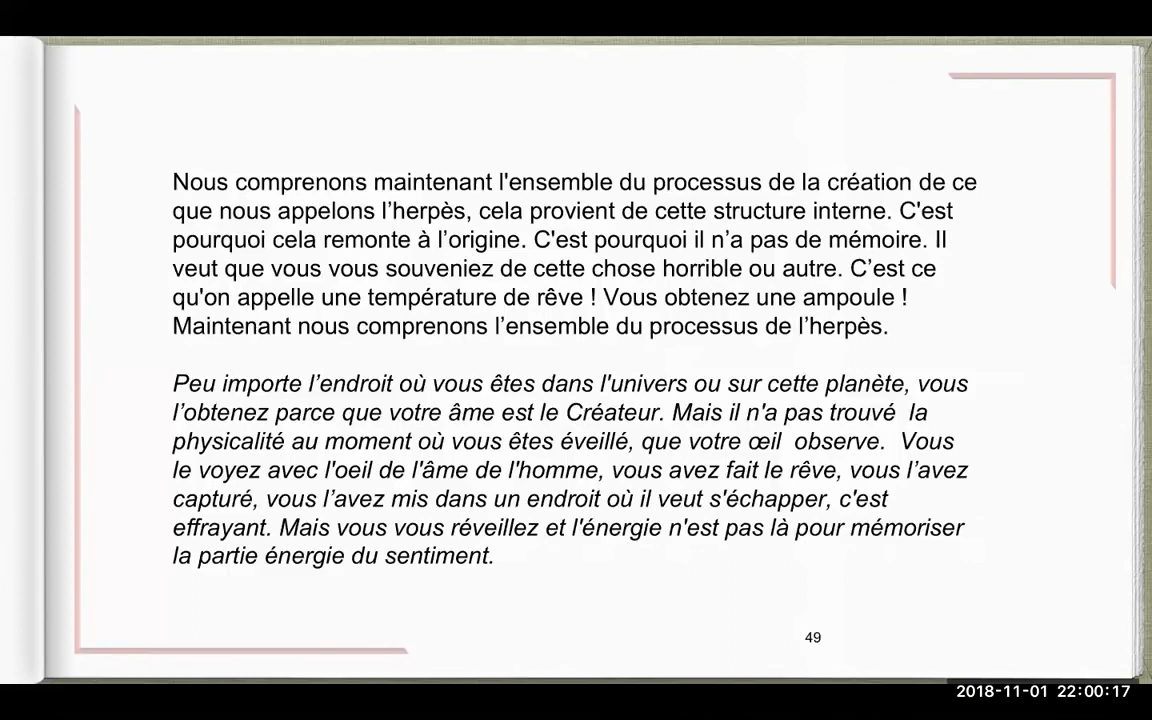 Nous comprenons maintenant l'ensemble du processus de la création de ce
que nous appelons l’herpès, cela provient de cette structure interne. C'est
pourquoi cela remonte à l’origine. C'est pourquoi il n’a pas de mémoire. Il
veut que vous vous souveniez de cette chose horrible ou autre. C’est ce
qu'on appelle une température de rêve ! Vous obtenez une ampoule !
Maintenant nous comprenons l’ensemble du processus de l’herpès.
Peu importe l’endroit où vous êtes dans l'univers ou sur cette planète, vous
l’obtenez parce que votre âme est le Créateur. Mais il n'a pas trouvé  la
physicalité au moment où vous êtes éveillé, que votre œil  observe.  Vous
le voyez avec l'oeil de l'âme de l'homme, vous avez fait le rêve, vous l’avez
capturé, vous l’avez mis dans un endroit où il veut s'échapper, c'est
effrayant. Mais vous vous réveillez et l'énergie n'est pas là pour mémoriser
la partie énergie du sentiment.
49
2018-11-01 22:00:17